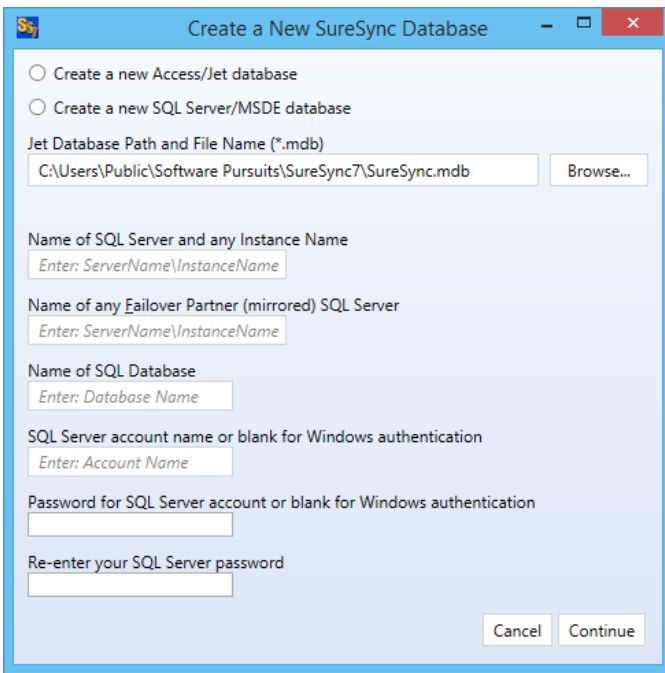 SS7
Create a New SureSync Database
Create a new Access/Jet database
Create a new SQL Server/MSDE database
Jet Database Path and File Name (*.mdb)
C:\Users\Public\Software Pursuits\SureSync7\SureSync.mdb
Browse...
Name of SQL Server and any Instance Name
Enter: ServerName\InstanceName
Name of any Failover Partner (mirrored) SQL Server
Enter: ServerName\InstanceName
Name of SQL Database
Enter: Database Name
SQL Server account name or blank for Windows authentication
Enter: Account Name
Password for SQL Server account or blank for Windows authentication
Re-enter your SQL Server password
Cancel Continue